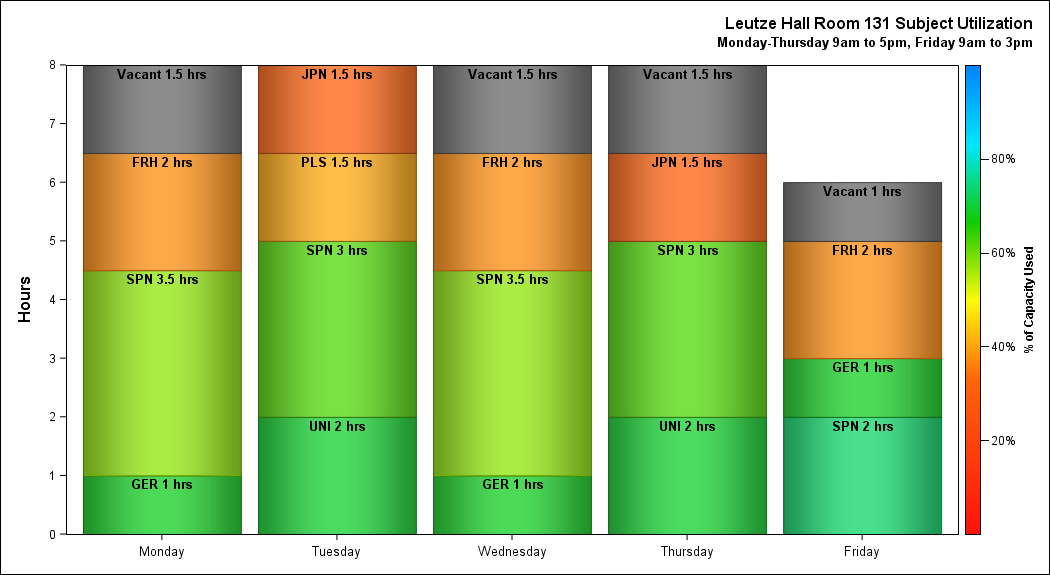 Leutze Hall Room 131 Subject Utilization
Monday-Thursday 9am to 5pm, Friday 9am to 3pm
8
Vacant 1.5 hrs JPN 1.5 hrs Vacant 1.5 hrs Vacant 1.5 hrs
7
80%
FRH 2 hrs PLS 1.5 hrs FRH 2 hrs JPN 1.5 hrs
6
Vacant 1 hrs
5
SPN 3 hrs SPN 3 hrs FRH 2 hrs
60%
SPN 3.5 hrs SPN 3.5 hrs
Hours
% of Capacity Used
4
40%
3
GER 1 hrs
2
UNI 2 hrs UNI 2 hrs SPN 2 hrs
20%
1
GER 1 hrs GER 1 hrs
0
Monday Tuesday Wednesday Thursday Friday